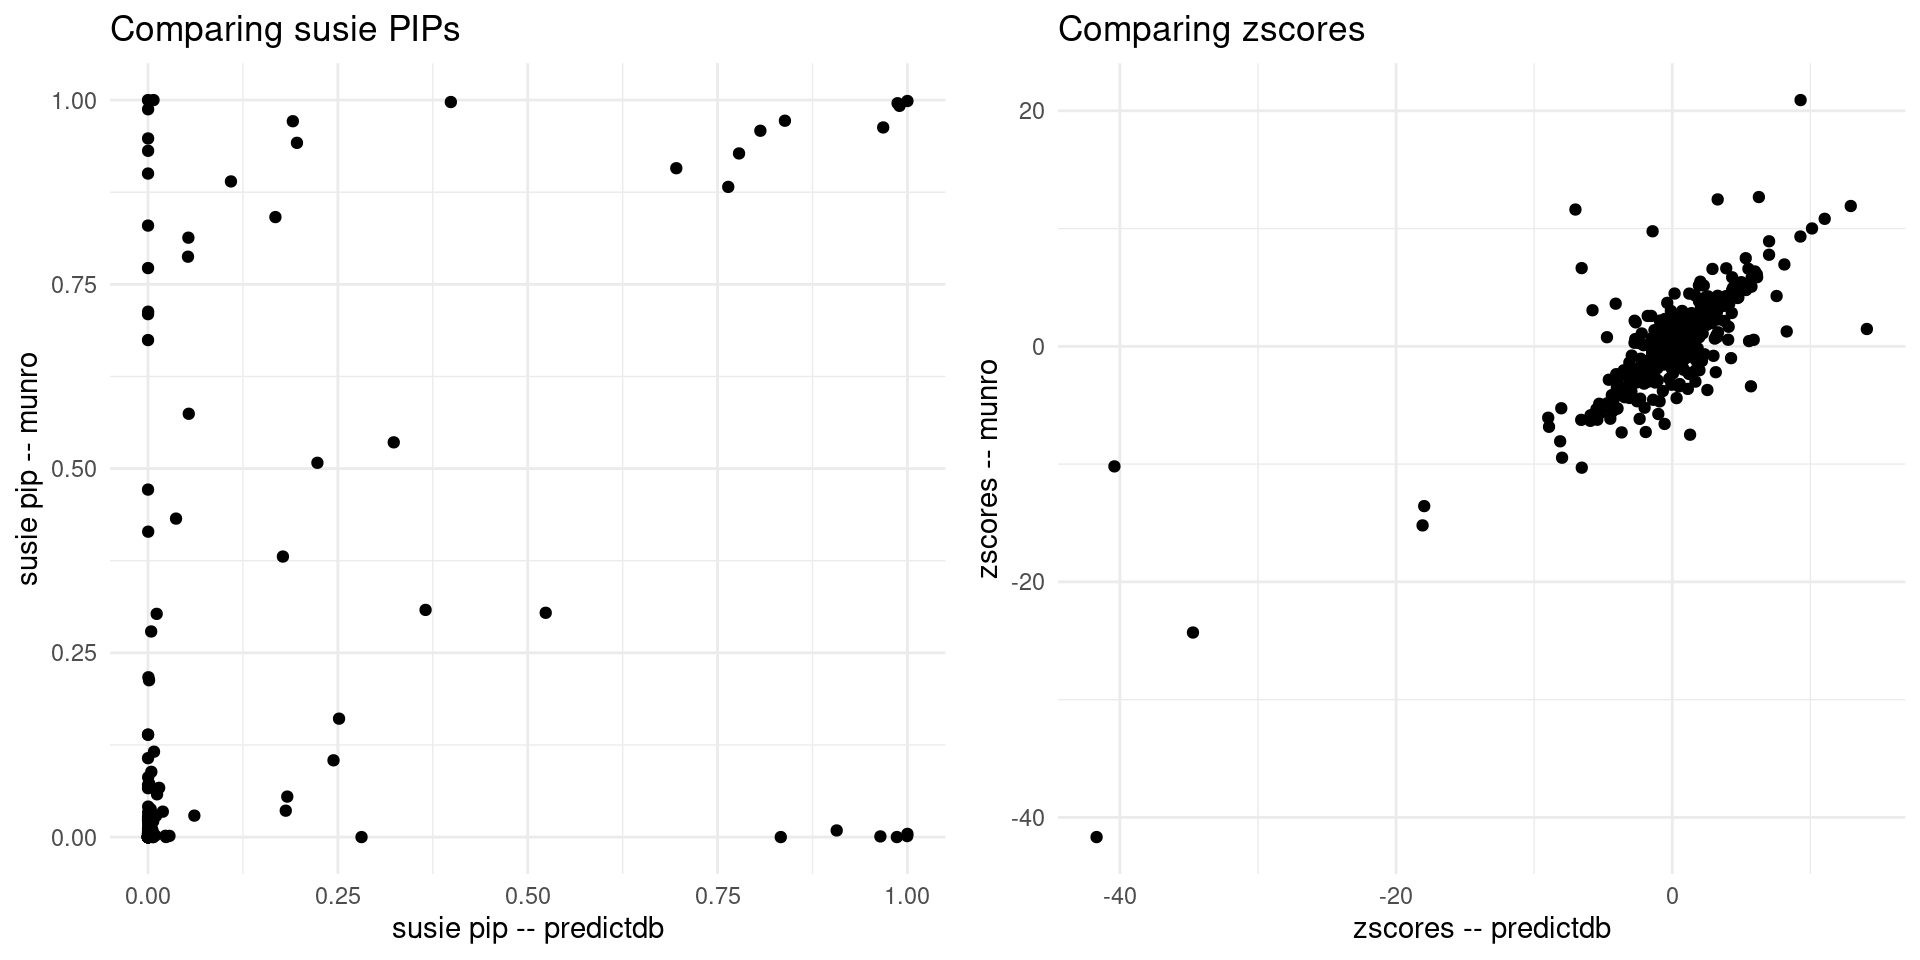 Comparing susie PIPs
susie pip -- munro
1.00
0.75
0.50
0.25
0.00
0.00 0.25 0.50 0.75 1.00
susie pip -- predictdb
Comparing zscores
zscores -- munro
20
0
-20
-40
-40 -20 0
zscores -- predictdb